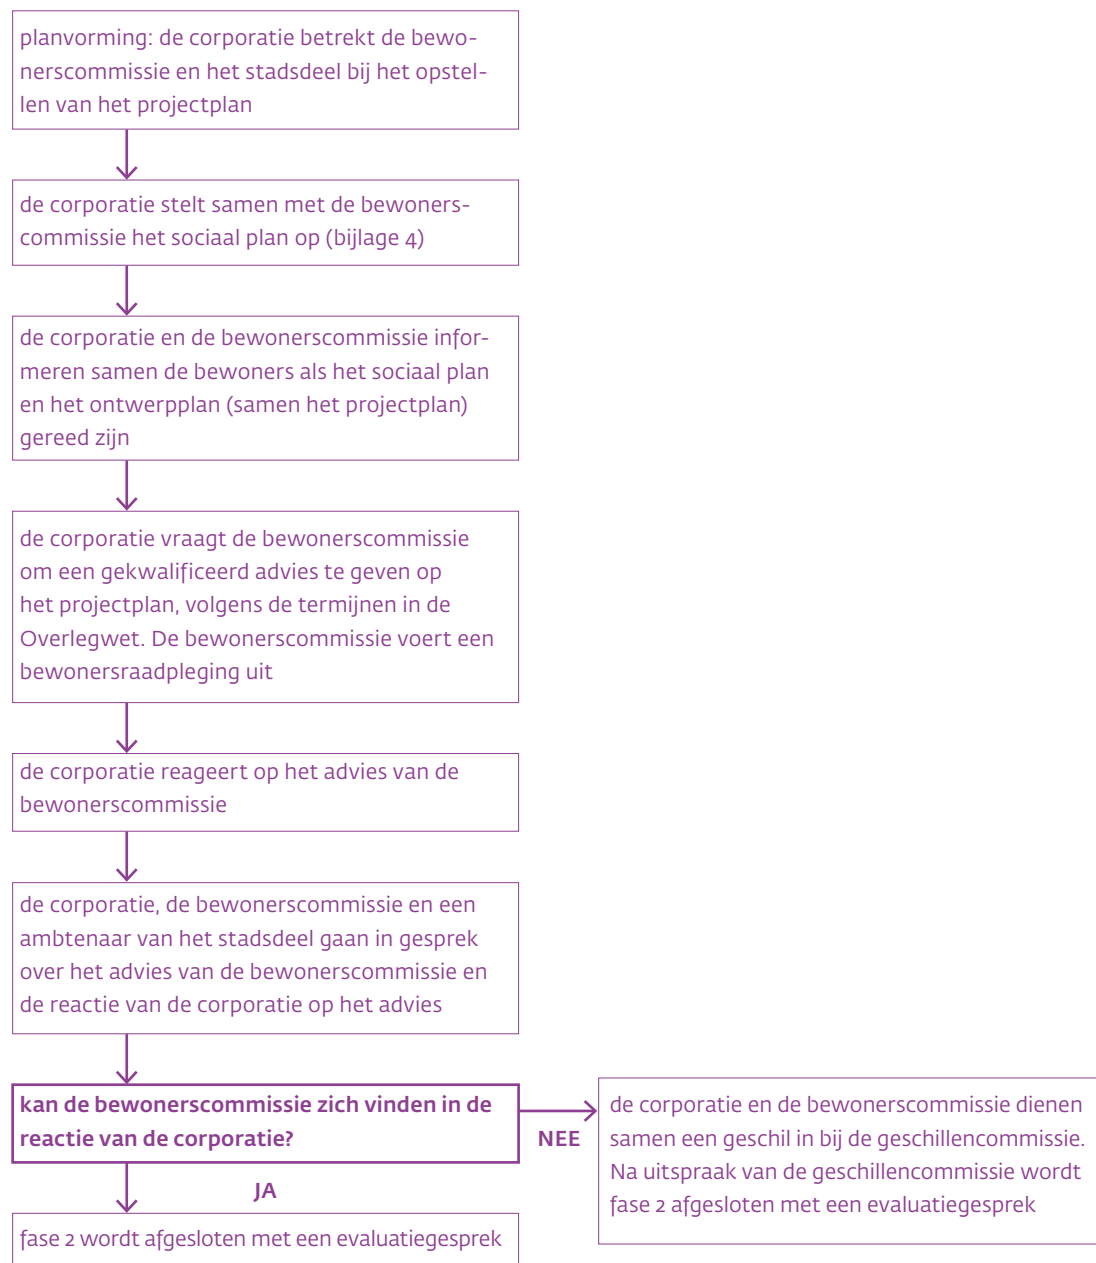 planvorming: de corporatie betrekt de bewo-
nerscommissie en het stadsdeel bij het opstel-
len van het projectplan
de corporatie stelt samen met de bewoners-
commissie het sociaal plan op (bijlage 4)
de corporatie en de bewonerscommissie infor-
meren samen de bewoners als het sociaal plan
en het ontwerpplan (samen het projectplan)
gereed zijn
de corporatie vraagt de bewonerscommissie
om een gekwalificeerd advies te geven op
het projectplan, volgens de termijnen in de
Overlegwet. De bewonerscommissie voert een
bewonersraadpleging uit
de corporatie reageert op het advies van de
bewonerscommissie
de corporatie, de bewonerscommissie en een
ambtenaar van het stadsdeel gaan in gesprek
over het advies van de bewonerscommissie en
de reactie van de corporatie op het advies
kan de bewonerscommissie zich vinden in de
reactie van de corporatie?
NEE
de corporatie en de bewonerscommissie dienen
samen een geschil in bij de geschillencommissie.
Na uitspraak van de geschillencommissie wordt
fase 2 afgesloten met een evaluatiegesprek
JA
fase 2 wordt afgesloten met een evaluatiegesprek